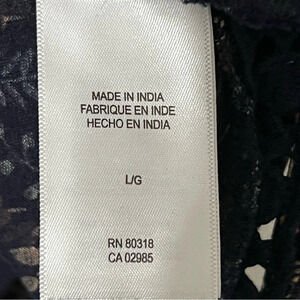 MADE IN INDIA
FABRIQUE EN INDE
HECHO EN INDIA
L/G
RN 80318
CA 02985